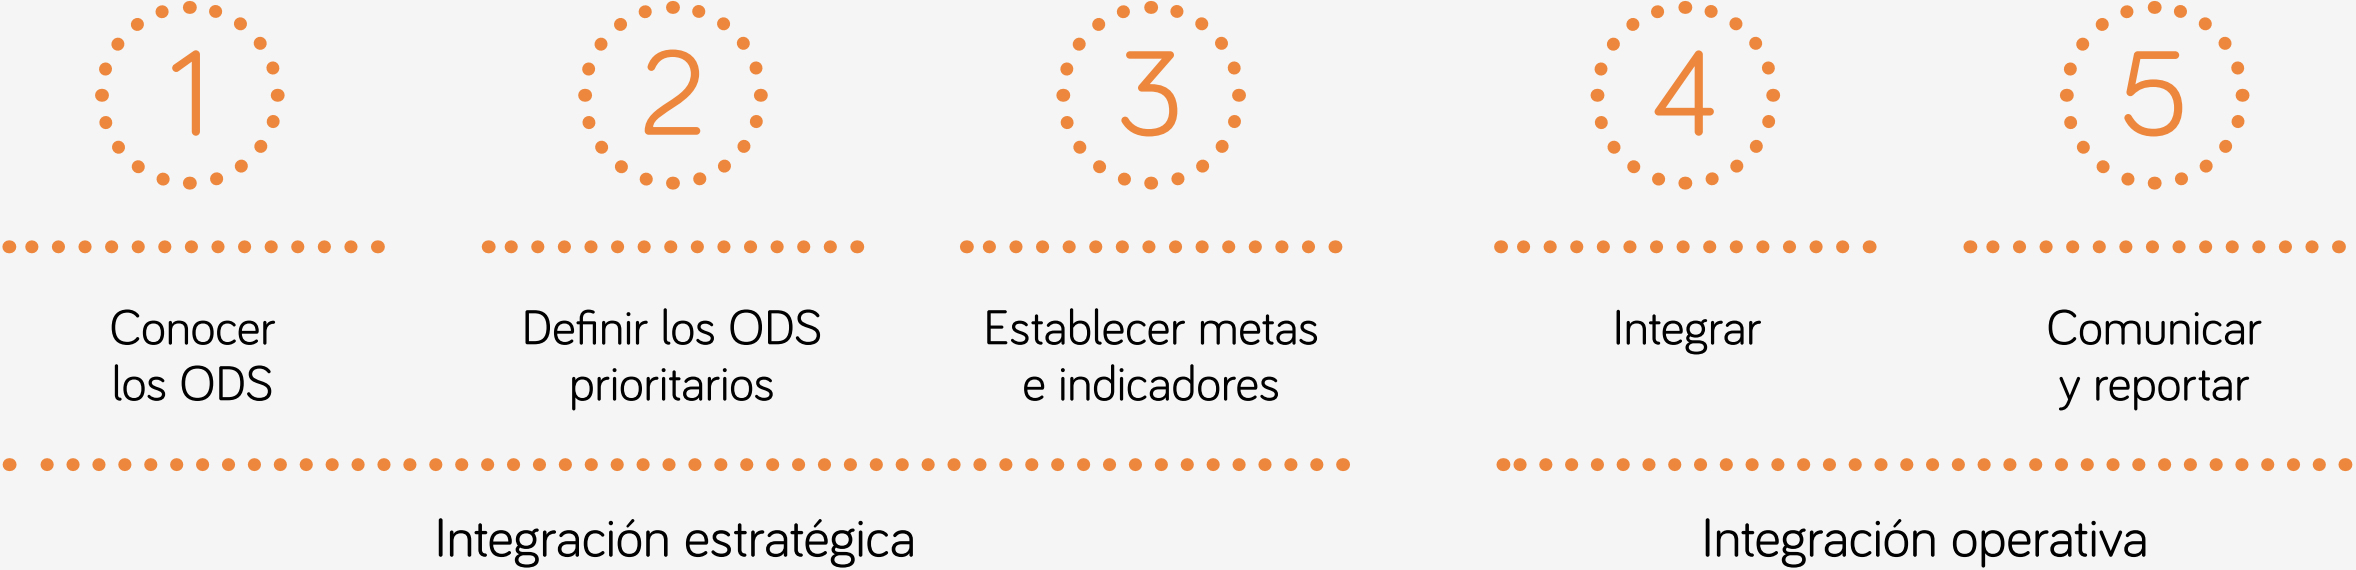 1
2
3
4
5
Conocer
los ODS
Definir los ODS
prioritarios
Establecer metas
e indicadores
Integrar
Comunicar
y reportar
Integración estratégica
Integración operativa